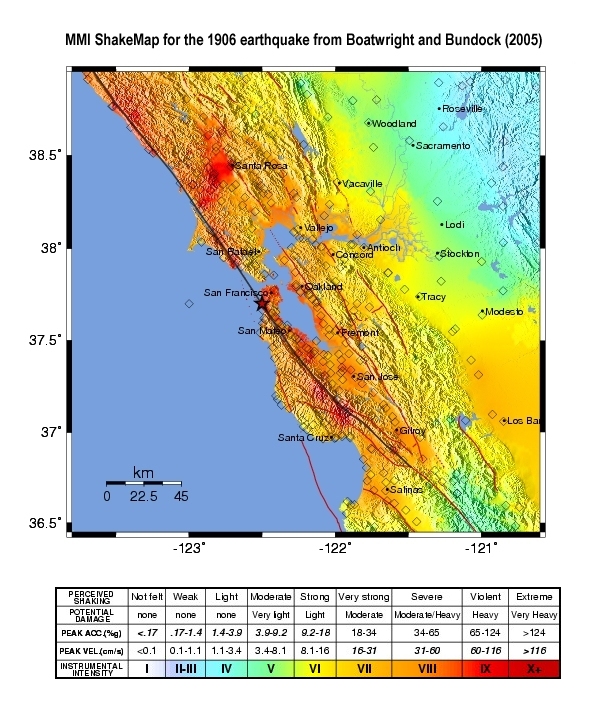 MMI ShakeMap for the 1906 earthquake from Boatwright and Bundock (2005)
Roseville
Woodland
Sacramento
38.5°
Santa Rosa
Vacaville
Vallejo
Lodi
38°
San Rafael
Concord
Antioch
Stockton
San Francisco
Oakland
Tracy
Modesto
37.5°
San Mateo
Fremont
San Jose
37°
Santa Cruz
Gilroy
Los Ban
km
0 22.5 45
Salinas
36.5°
-123° -122° -121°
PERCEIVED SHAKING Not felt Weak Light Moderate Strong Very strong Severe Violent Extreme
POTENTIAL DAMAGE none none none Very light Light Moderate Moderate/Heavy Heavy Very Heavy
PEAK ACC.(%g) <.17 .17-1.4 1.4-3.9 3.9-9.2 9.2-18 18-34 34-65 65-124 >124
PEAK VEL.(cm/s) <0.1 0.1-1.1 1.1-3.4 3.4-8.1 8.1-16 16-31 31-60 60-116 >116
INSTRUMENTAL INTENSITY I II-III IV V VI VII VIII IX X+